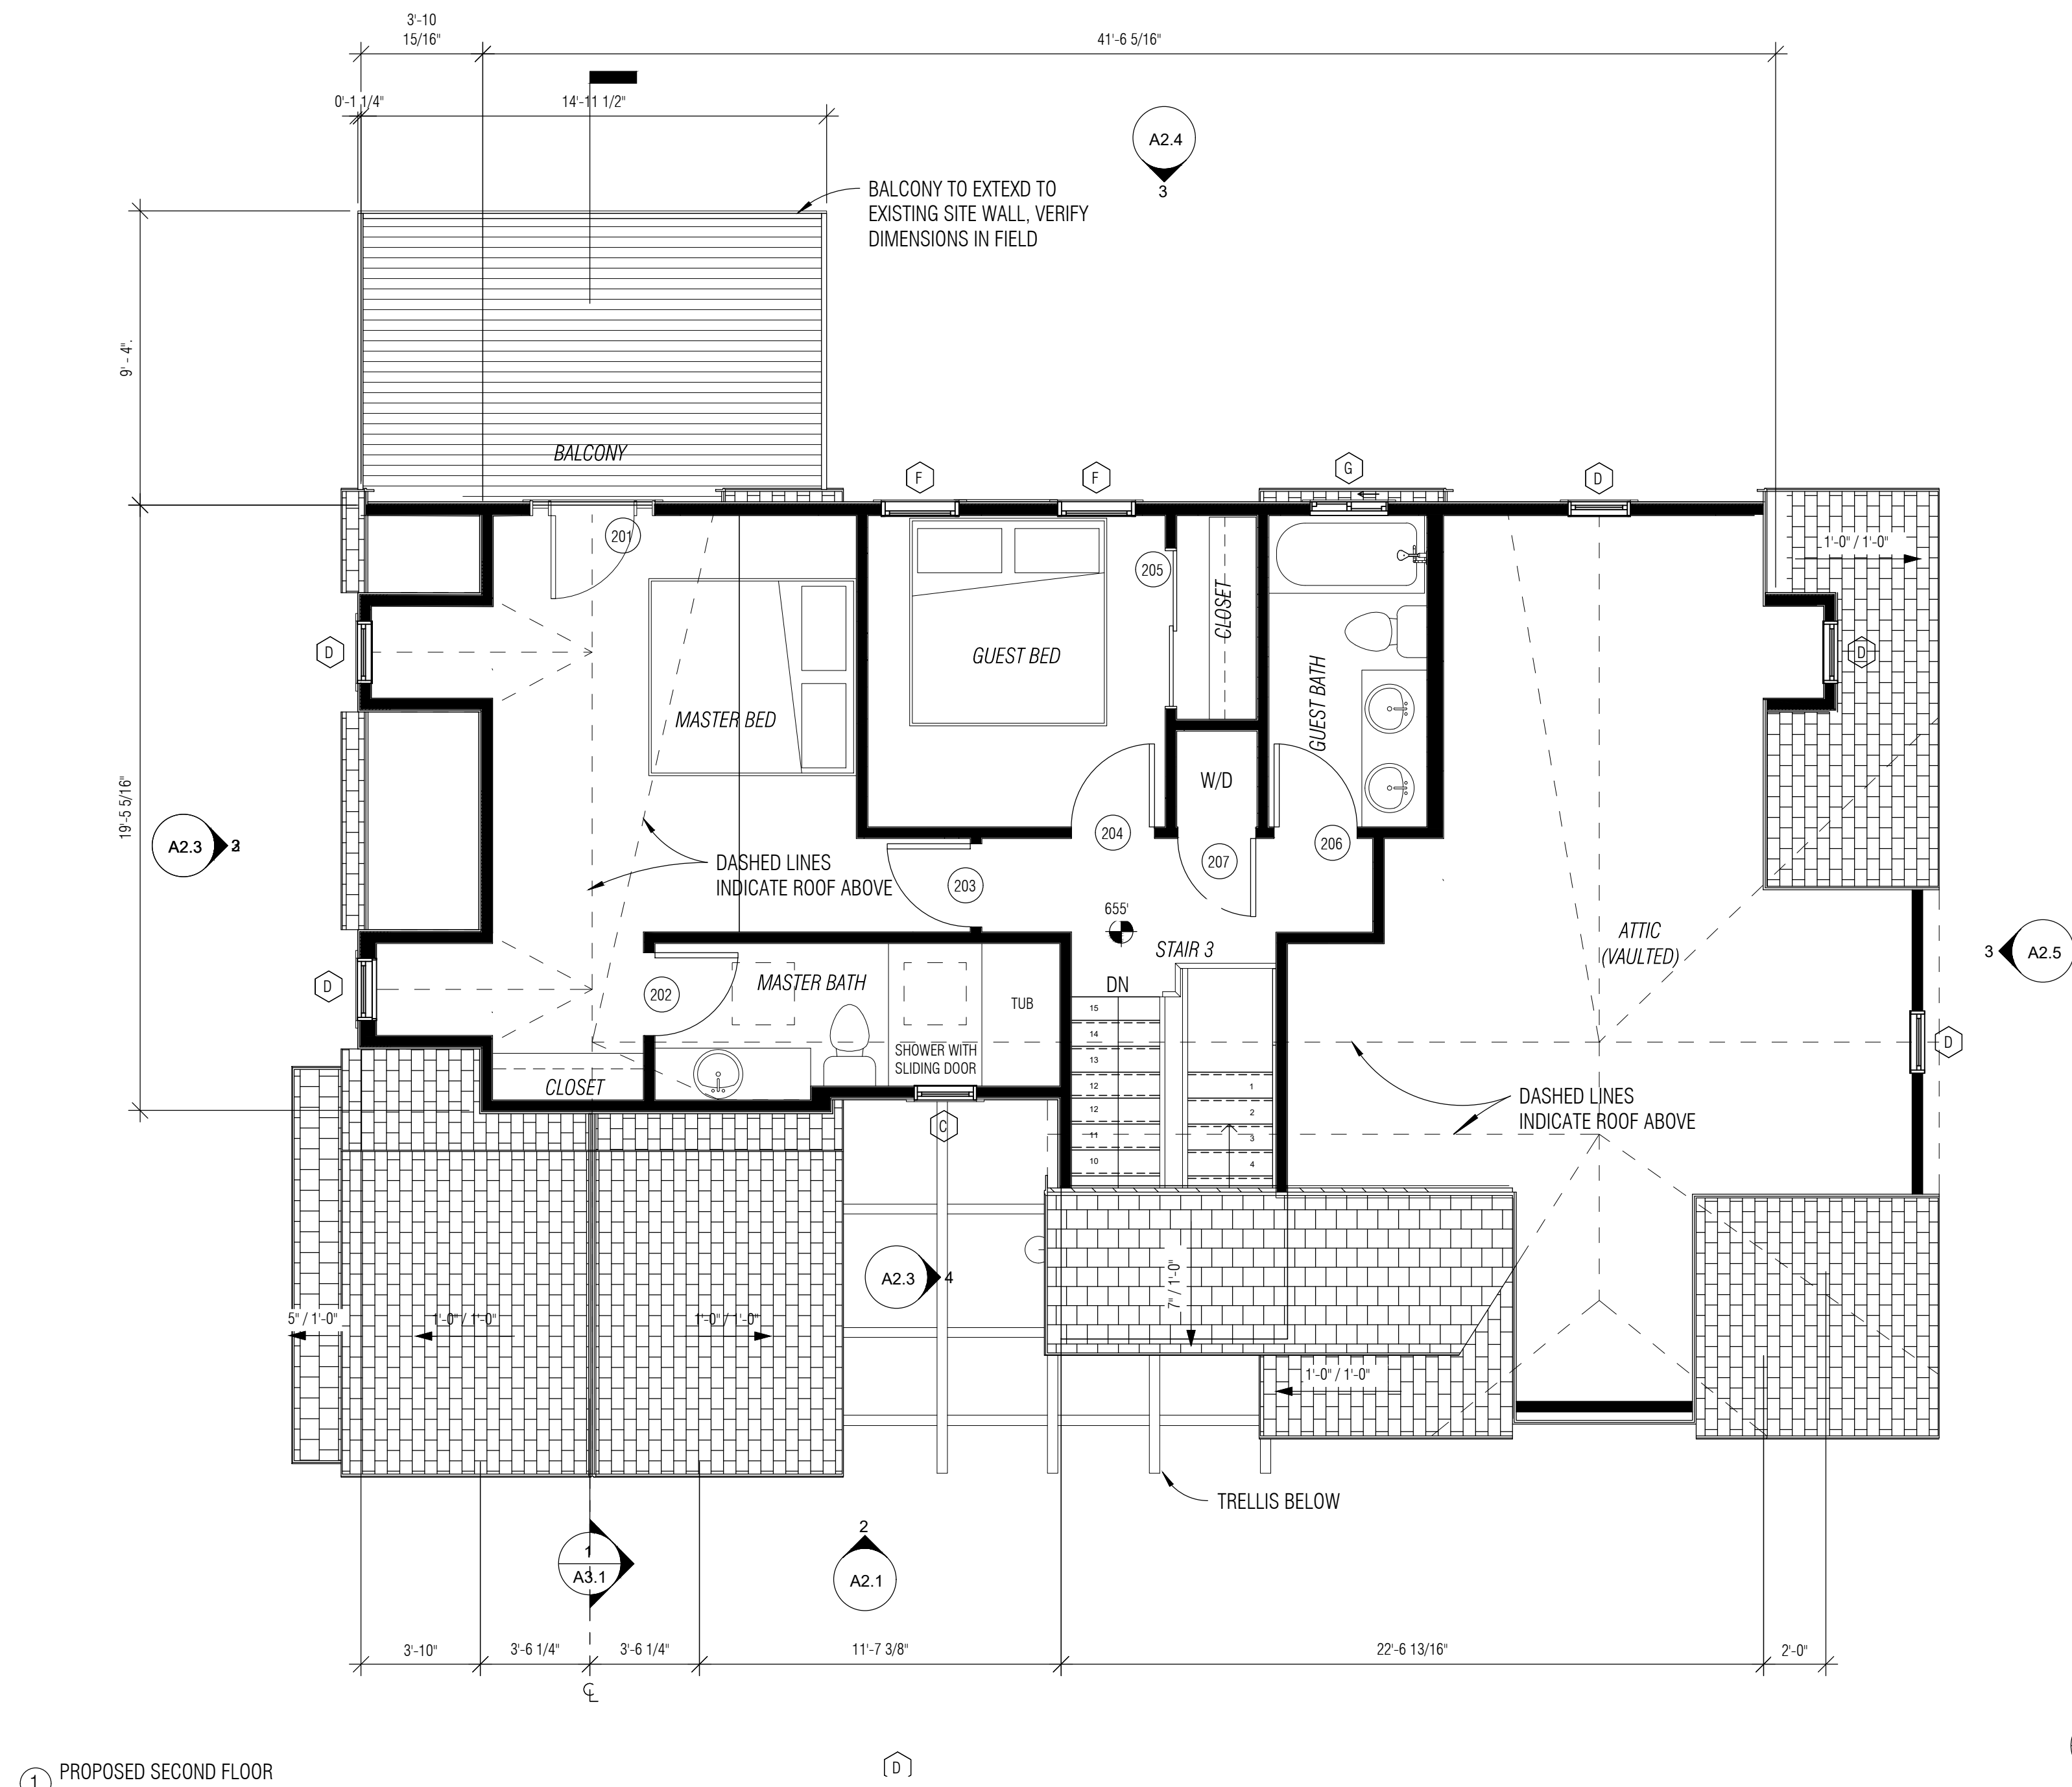 3'-10
15/16"
41'-6 5/16"
0'-1 1/4"
14'-11 1/2"
A2.4
3
BALCONY TO EXTEXD TO
EXISTING SITE WALL, VERIFY
DIMENSIONS IN FIELD
9' - 4".
BALCONY
F
F
G
D
201
205
1'-0" / 1'-0"
CLOSET
GUEST BED
GUEST BATH
D
D
MASTER BED
W/D
19'-5 5/16"
A2.3
204
206
207
203
DASHED LINES
INDICATE ROOF ABOVE
655'
STAIR 3
ATTIC
(VAULTED)
3
A2.5
D
202
MASTER BATH
DN
TUB
SHOWER WITH
SLIDING DOOR
CLOSET
15
14
13
12
12
11
10
1
2
3
4
D
DASHED LINES
INDICATE ROOF ABOVE
C
A2.3
4
7" / 1'-0"
5" / 1'-0"
1'-0" / 1'-0"
1'-0" / 1'-0"
1'-0" / 1'-0"
TRELLIS BELOW
1
A3.1
2
A2.1
3'-10"
3'-6 1/4"
3'-6 1/4"
11'-7 3/8"
22'-6 13/16"
2'-0"
D
1
PROPOSED SECOND FLOOR